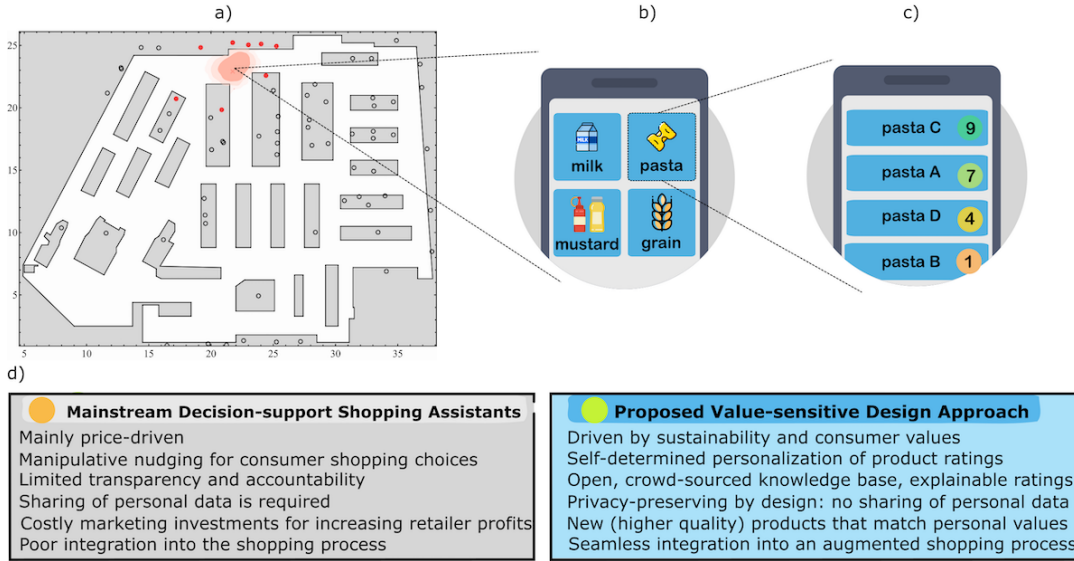 a)
b)
c)
25
20
15
10
5
5
10
15
20
25
30
35
MILK
milk
pasta
mustard
grain
pasta C 9
pasta A 7
pasta D 4
pasta B 1
d)
Mainstream Decision-support Shopping Assistants
Mainly price-driven
Manipulative nudging for consumer shopping choices
Limited transparency and accountability
Sharing of personal data is required
Costly marketing investments for increasing retailer profits
Poor integration into the shopping process
Proposed Value-sensitive Design Approach
Driven by sustainability and consumer values
Self-determined personalization of product ratings
Open, crowd-sourced knowledge base, explainable ratings
Privacy-preserving by design: no sharing of personal data
New (higher quality) products that match personal values
Seamless integration into an augmented shopping process